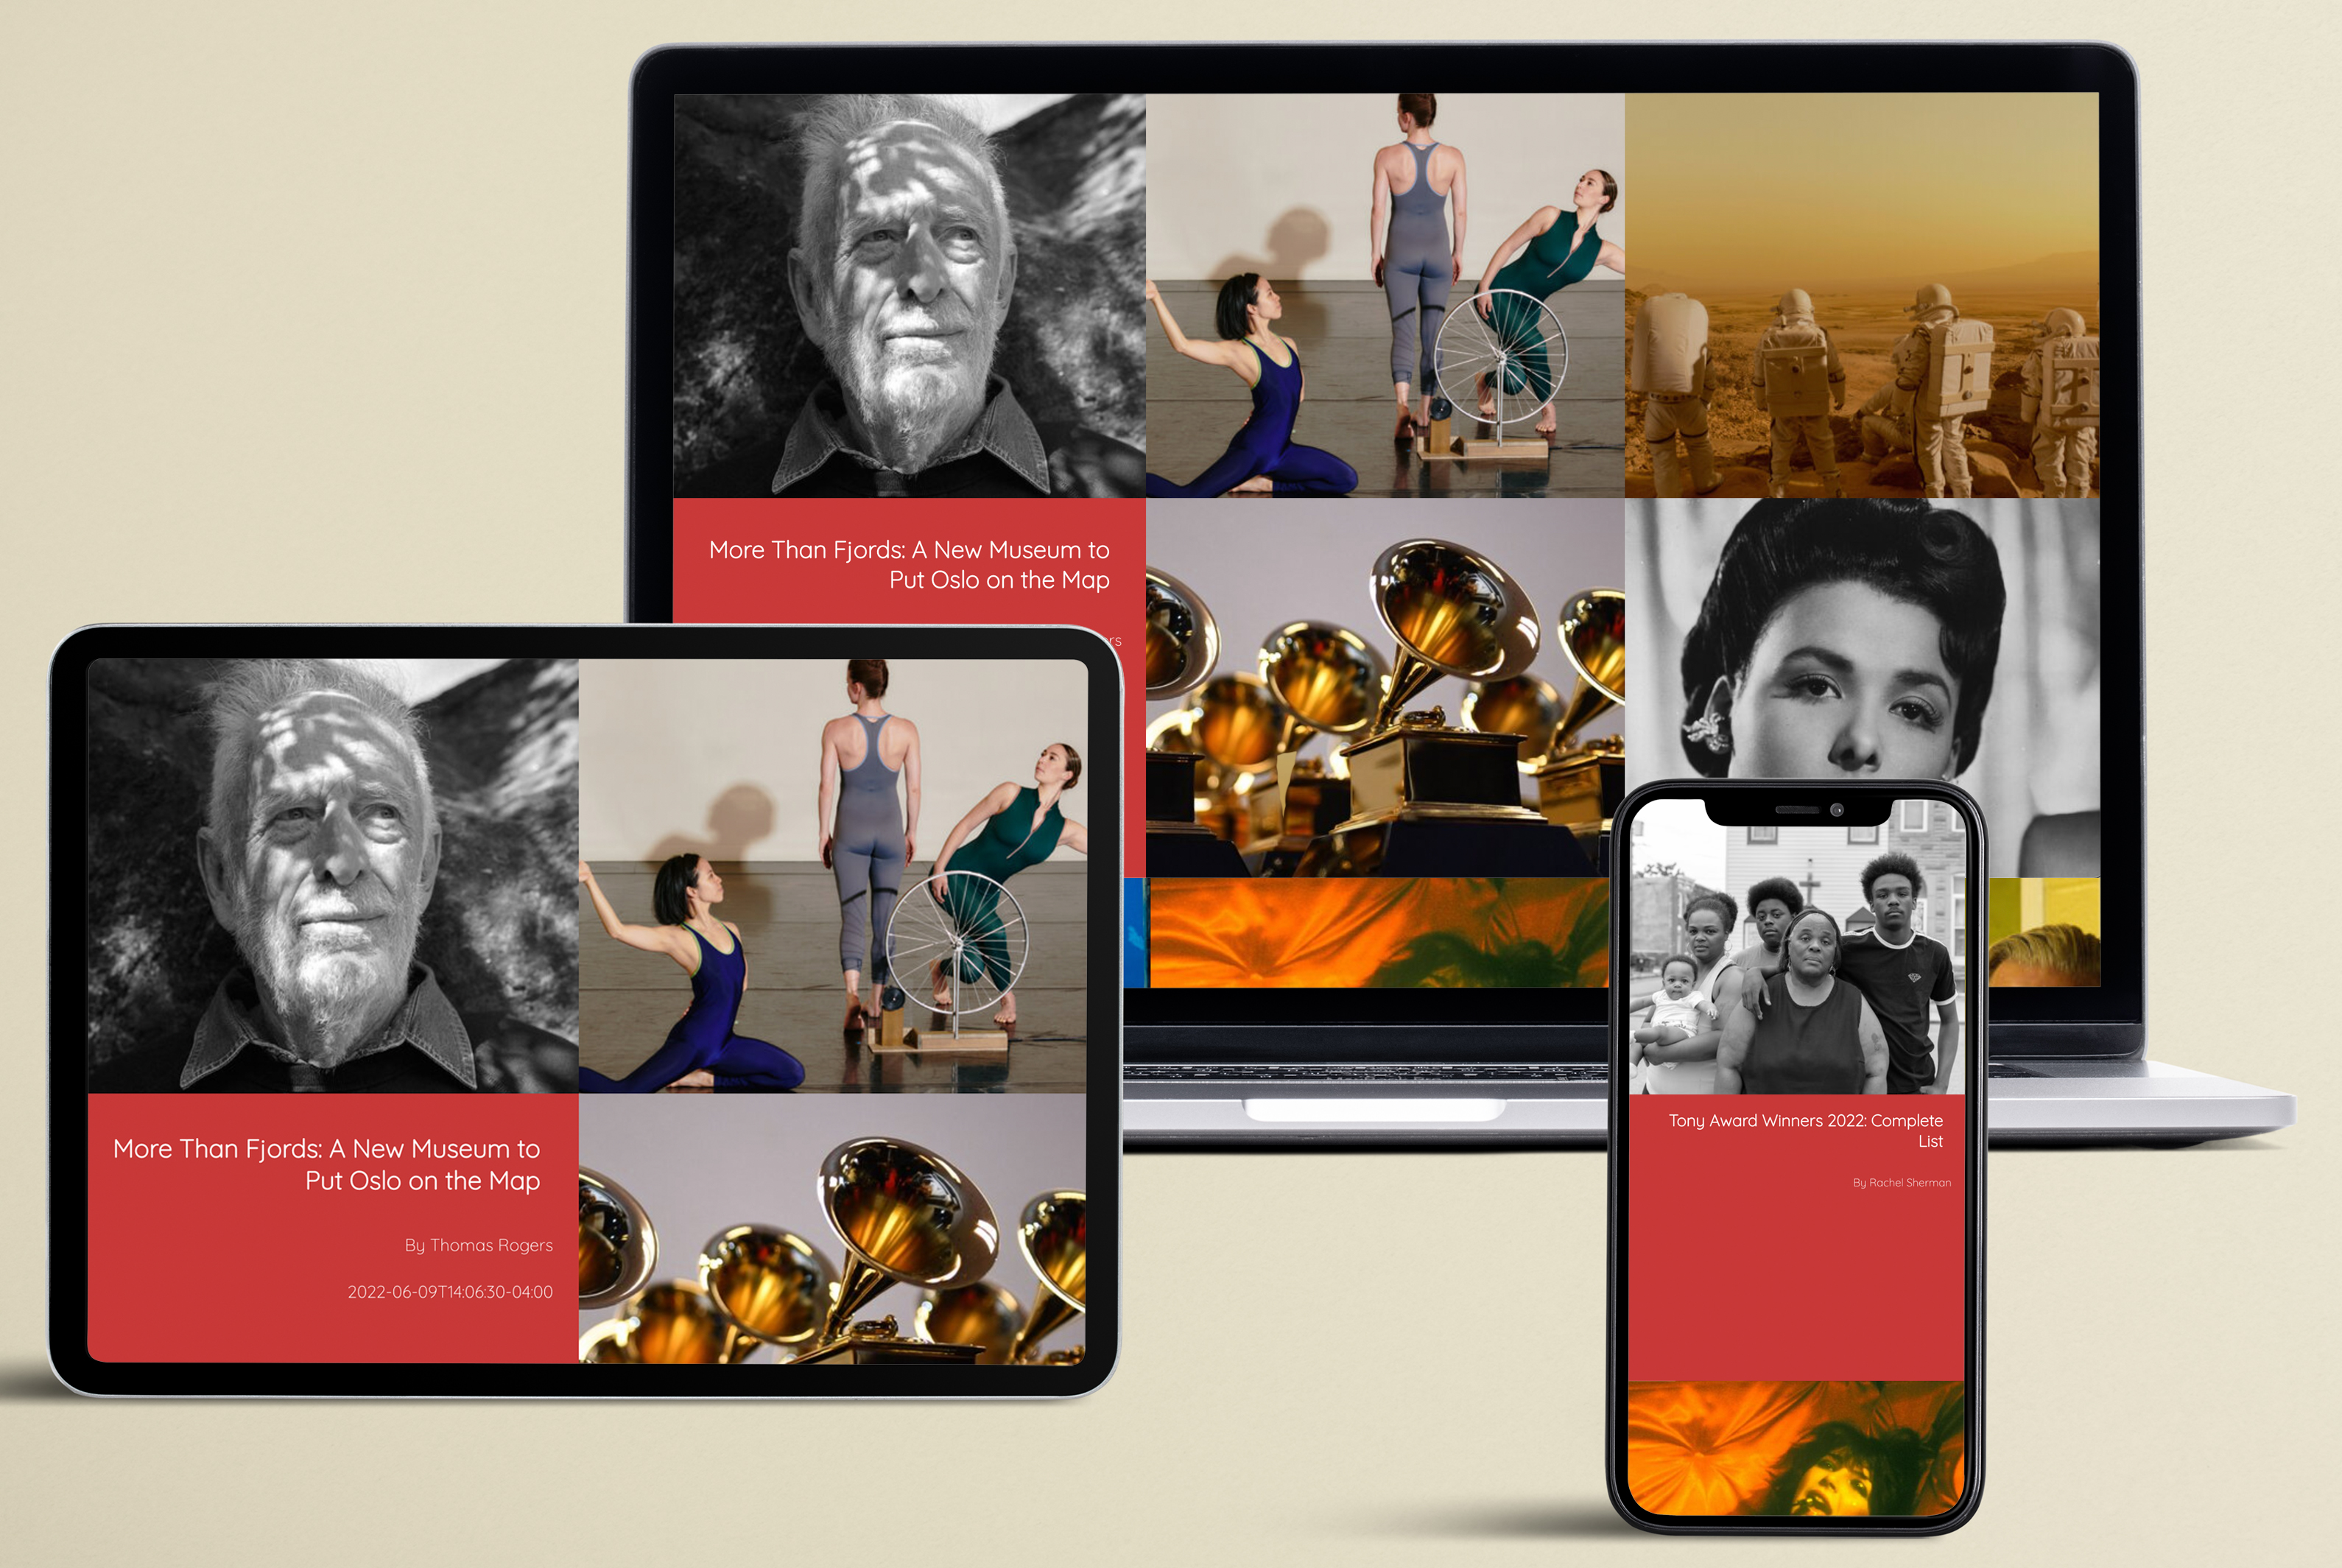 More Than Fjords: A New Museum to
Put Oslo on the Map
More Than Fjords: A New Museum to
Put Oslo on the Map
By Thomas Rogers
2022-06-09T14:06:30-04:00
Tony Award Winners 2022: Complete
List
By Rachel Sherman